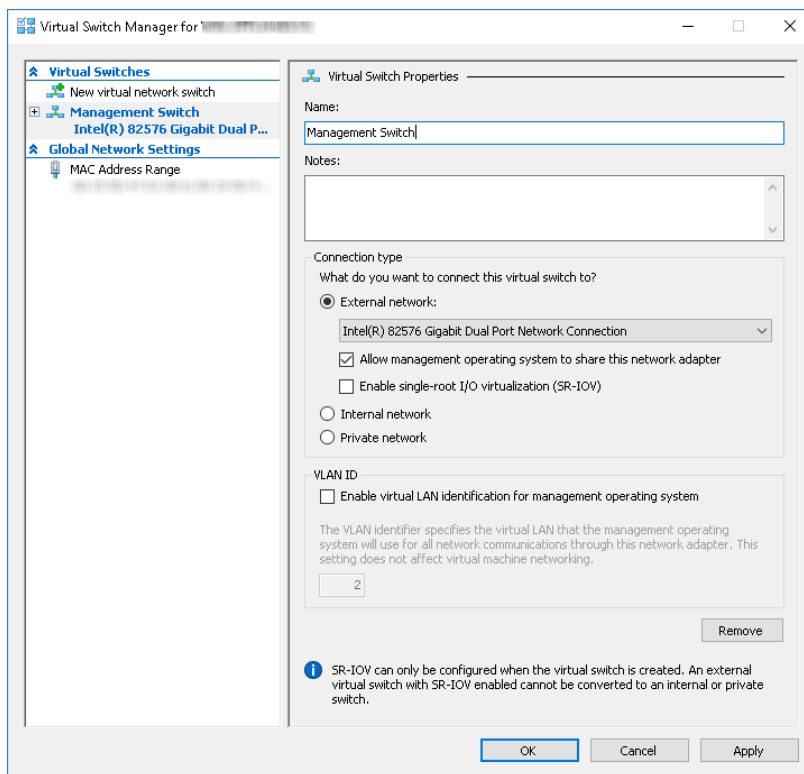 Virtual Switch Manager for
Virtual Switches
New virtual network switch
Management Switch
Intel(R) 82576 Gigabit Dual P...
Global Network Settings
MAC Address Range
Virtual Switch Properties
Name:
Management Switch
Notes:
Connection type
What do you want to connect this virtual switch to?
External network:
Intel(R) 82576 Gigabit Dual Port Network Connection
Allow management operating system to share this network adapter
Enable single-root I/O virtualization (SR-IOV)
Internal network
Private network
VLAN ID
Enable virtual LAN identification for management operating system
The VLAN identifier specifies the virtual LAN that the management operating
system will use for all network communications through this network adapter. This
setting does not affect virtual machine networking.
2
Remove
SR-IOV can only be configured when the virtual switch is created. An external
virtual switch with SR-IOV enabled cannot be converted to an internal or private
switch.
OK
Cancel
Apply